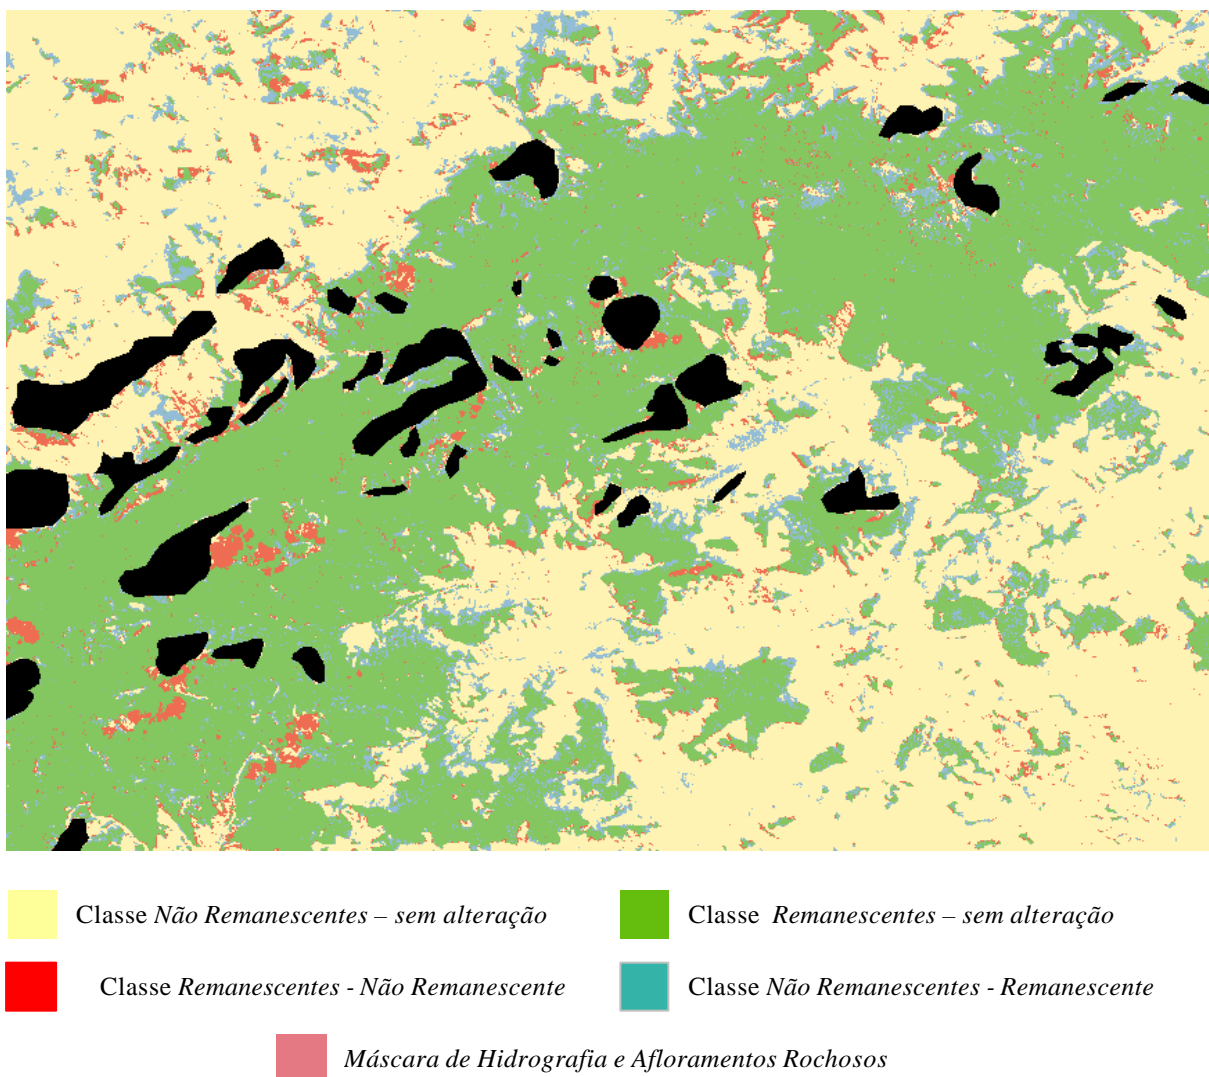 Classe Não Remanescentes – sem alteração
Classe Remanescentes – sem alteração
Classe Remanescentes - Não Remanescente
Classe Não Remanescentes - Remanescente
Máscara de Hidrografia e Afloramentos Rochosos